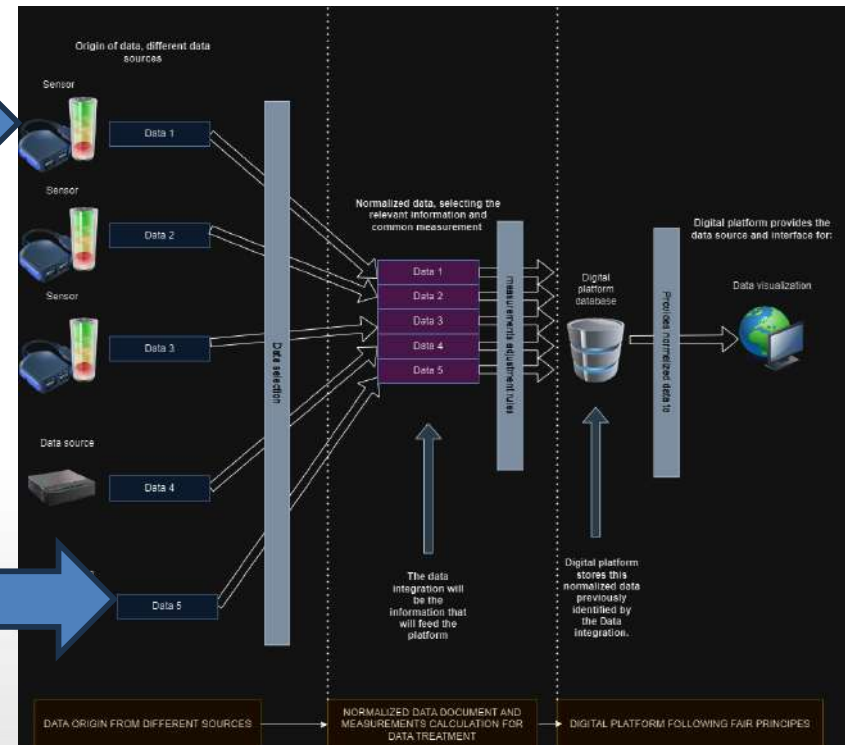 Origin of data, different data
sources
Sensor
Data 1
Sensor
Data 2
Sensor
Data 3
Data source
Data 4
Data 5
Data selection
Normalized data, selecting the
relevant information and
common measurement
Data 1
Data 2
Data 3
Data 4
Data 5
measurements adjustment rules
The data
integration will
be the
information that
will feed the
platform
Digital
platform
database
Digital platform
stores this
normalized data
previously
identified by
the Data
integration.
Provides normalized data to
Digital platform provides the
data source and interface for:
Data visualization
DATA ORIGIN FROM DIFFERENT SOURCES
NORMALIZED DATA DOCUMENT AND
MEASUREMENTS CALCULATION FOR
DATA TREATMENT
DIGITAL PLATFORM FOLLOWING FAIR PRINCIPES